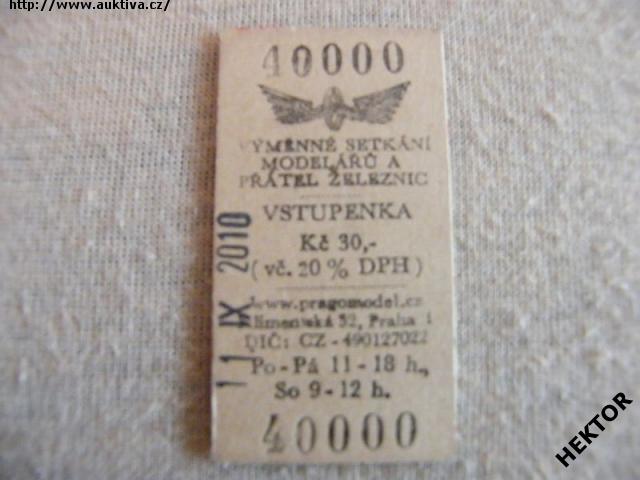 http://www.auktiva.cz/
40000
VÝMĚNNÉ SETKÁNÍ
MODELÁŘŮ A
PŘÁTEL ŽELEZNIC
VSTUPENKA
Kč 30,-
(vč. 20 % DPH)
www.pragomodel.cz
Klimentská 32, Praha 1
DIČ: CZ - 490127022
Po - Pá 11 - 18 h.,
So 9 - 12 h.
40000
11 IX 2010
HEKTOR